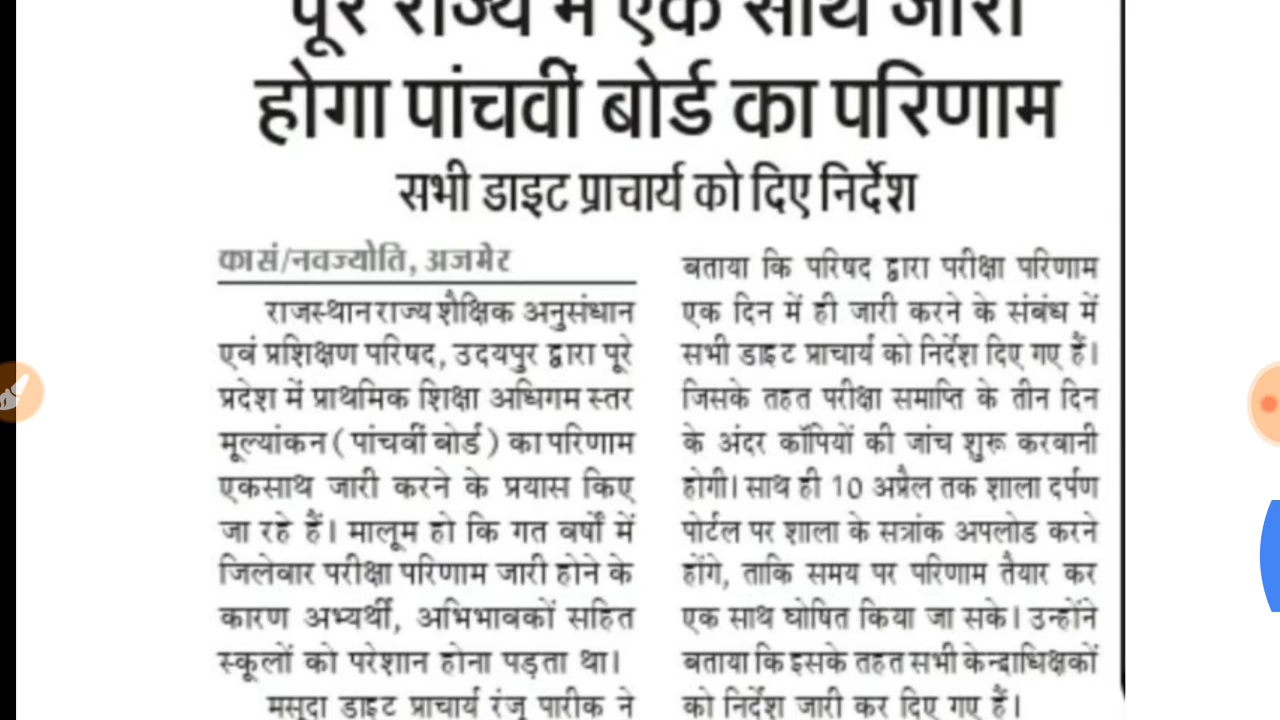 पूरे राज्य में एक साथ जारी
होगा पांचवीं बोर्ड का परिणाम
सभी डाइट प्राचार्य को दिए निर्देश
कासं/नवज्योति, अजमेर
राजस्थान राज्य शैक्षिक अनुसंधान
एवं प्रशिक्षण परिषद, उदयपुर द्वारा पूरे
प्रदेश में प्राथमिक शिक्षा अधिगम स्तर
मूल्यांकन ( पांचवीं बोर्ड ) का परिणाम
एकसाथ जारी करने के प्रयास किए
जा रहे हैं। मालूम हो कि गत वर्षों में
जिलेवार परीक्षा परिणाम जारी होने के
कारण अभ्यर्थी, अभिभावकों सहित
स्कूलों को परेशान होना पड़ता था।
मसूदा डाइट प्राचार्य रंजू पारीक ने
बताया कि परिषद द्वारा परीक्षा परिणाम
एक दिन में ही जारी करने के संबंध में
सभी डाइट प्राचार्य को निर्देश दिए गए हैं।
जिसके तहत परीक्षा समाप्ति के तीन दिन
के अंदर कॉपियों की जांच शुरू करवानी
होगी। साथ ही 10 अप्रैल तक शाला दर्पण
पोर्टल पर शाला के सत्रांक अपलोड करने
होंगे, ताकि समय पर परिणाम तैयार कर
एक साथ घोषित किया जा सके। उन्होंने
बताया कि इसके तहत सभी केन्द्राधिक्षकों
को निर्देश जारी कर दिए गए हैं।